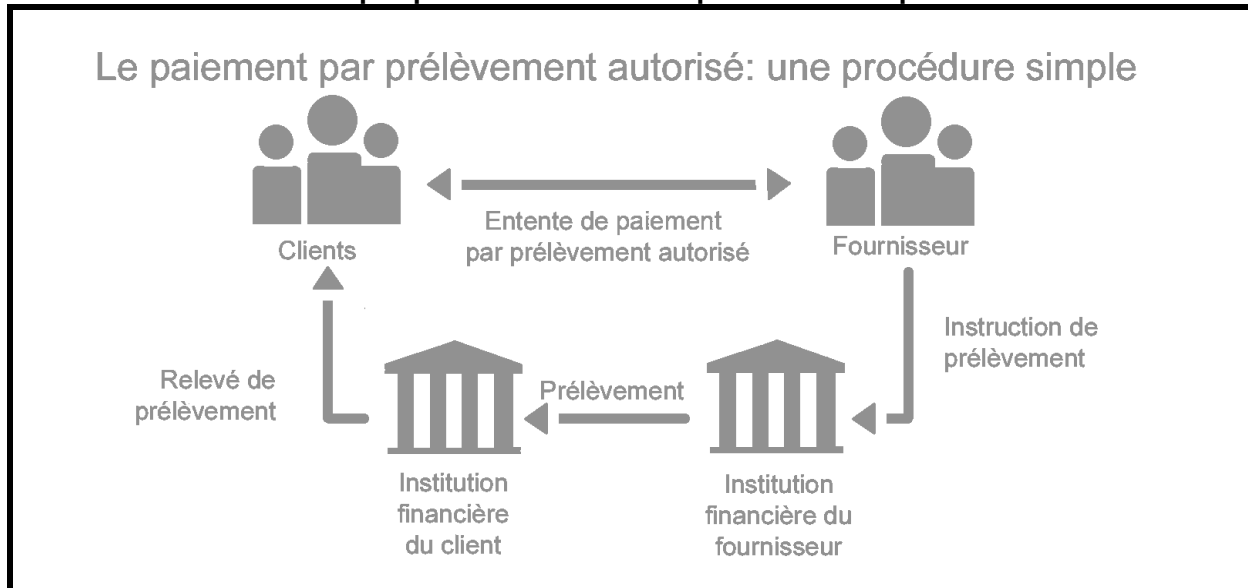 Le paiement par prélèvement autorisé: une procédure simple
Entente de paiement
par prélèvement autorisé
Clients
Fournisseur
Instruction de
prélèvement
Relevé de
prélèvement
Prélèvement
Institution
financière
du client
Institution
financière du
fournisseur